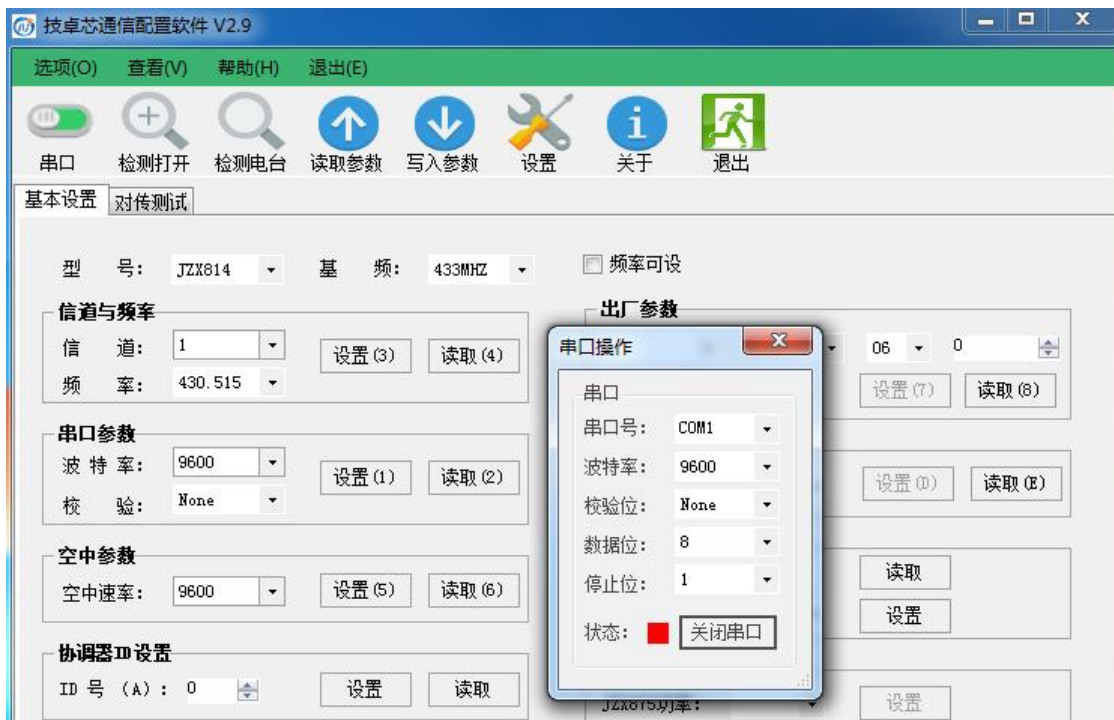 技卓芯通信配置软件 V2.9
选项(O) 查看(V) 帮助(H) 退出(E)
串口 检测打开 检测电台 读取参数 写入参数 设置 关于 退出
基本设置 对传测试
型 号: JZX814 基 频: 433MHZ 频率可设
信道与频率
信 道: 1 设置(3) 读取(4)
频 率: 430.515
串口参数
波 特 率: 9600 设置(1) 读取(2)
校 验: None
空中参数
空中速率: 9600 设置(5) 读取(6)
协调器ID设置
ID 号 (A): 0 设置 读取
出厂参数
06 0
设置(7) 读取(8)
设置(D) 读取(E)
读取
设置
设置
串口操作
串口
串口号: COM1
波特率: 9600
校验位: None
数据位: 8
停止位: 1
状态: 关闭串口